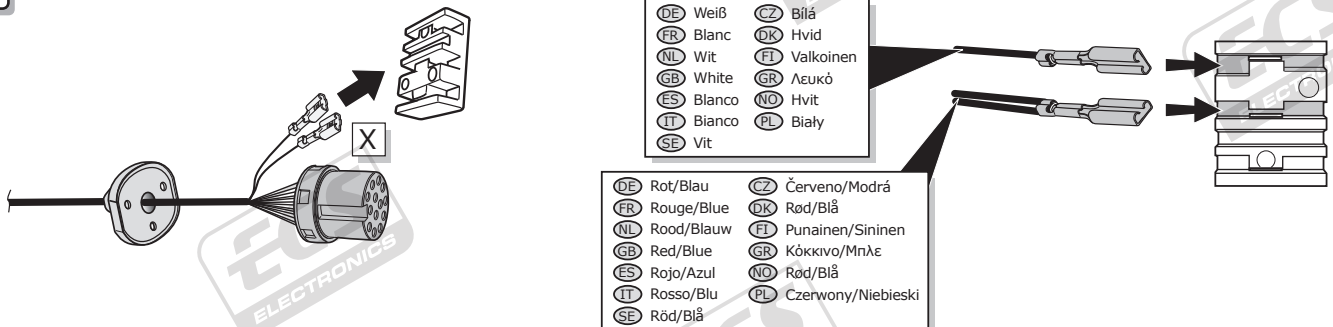 X
DE Weiß CZ Bílá
FR Blanc DK Hvid
NL Wit FI Valkoinen
GB White GR Λευκό
ES Blanco NO Hvit
IT Bianco PL Biały
SE Vit
DE Rot/Blau CZ Červeno/Modrá
FR Rouge/Blue DK Rød/Blå
NL Rood/Blauw FI Punainen/Sininen
GB Red/Blue GR Κόκκινο/Μπλε
ES Rojo/Azul NO Rød/Blå
IT Rosso/Blu PL Czerwony/Niebieski
SE Röd/Blå
ECS
ELECTRONICS